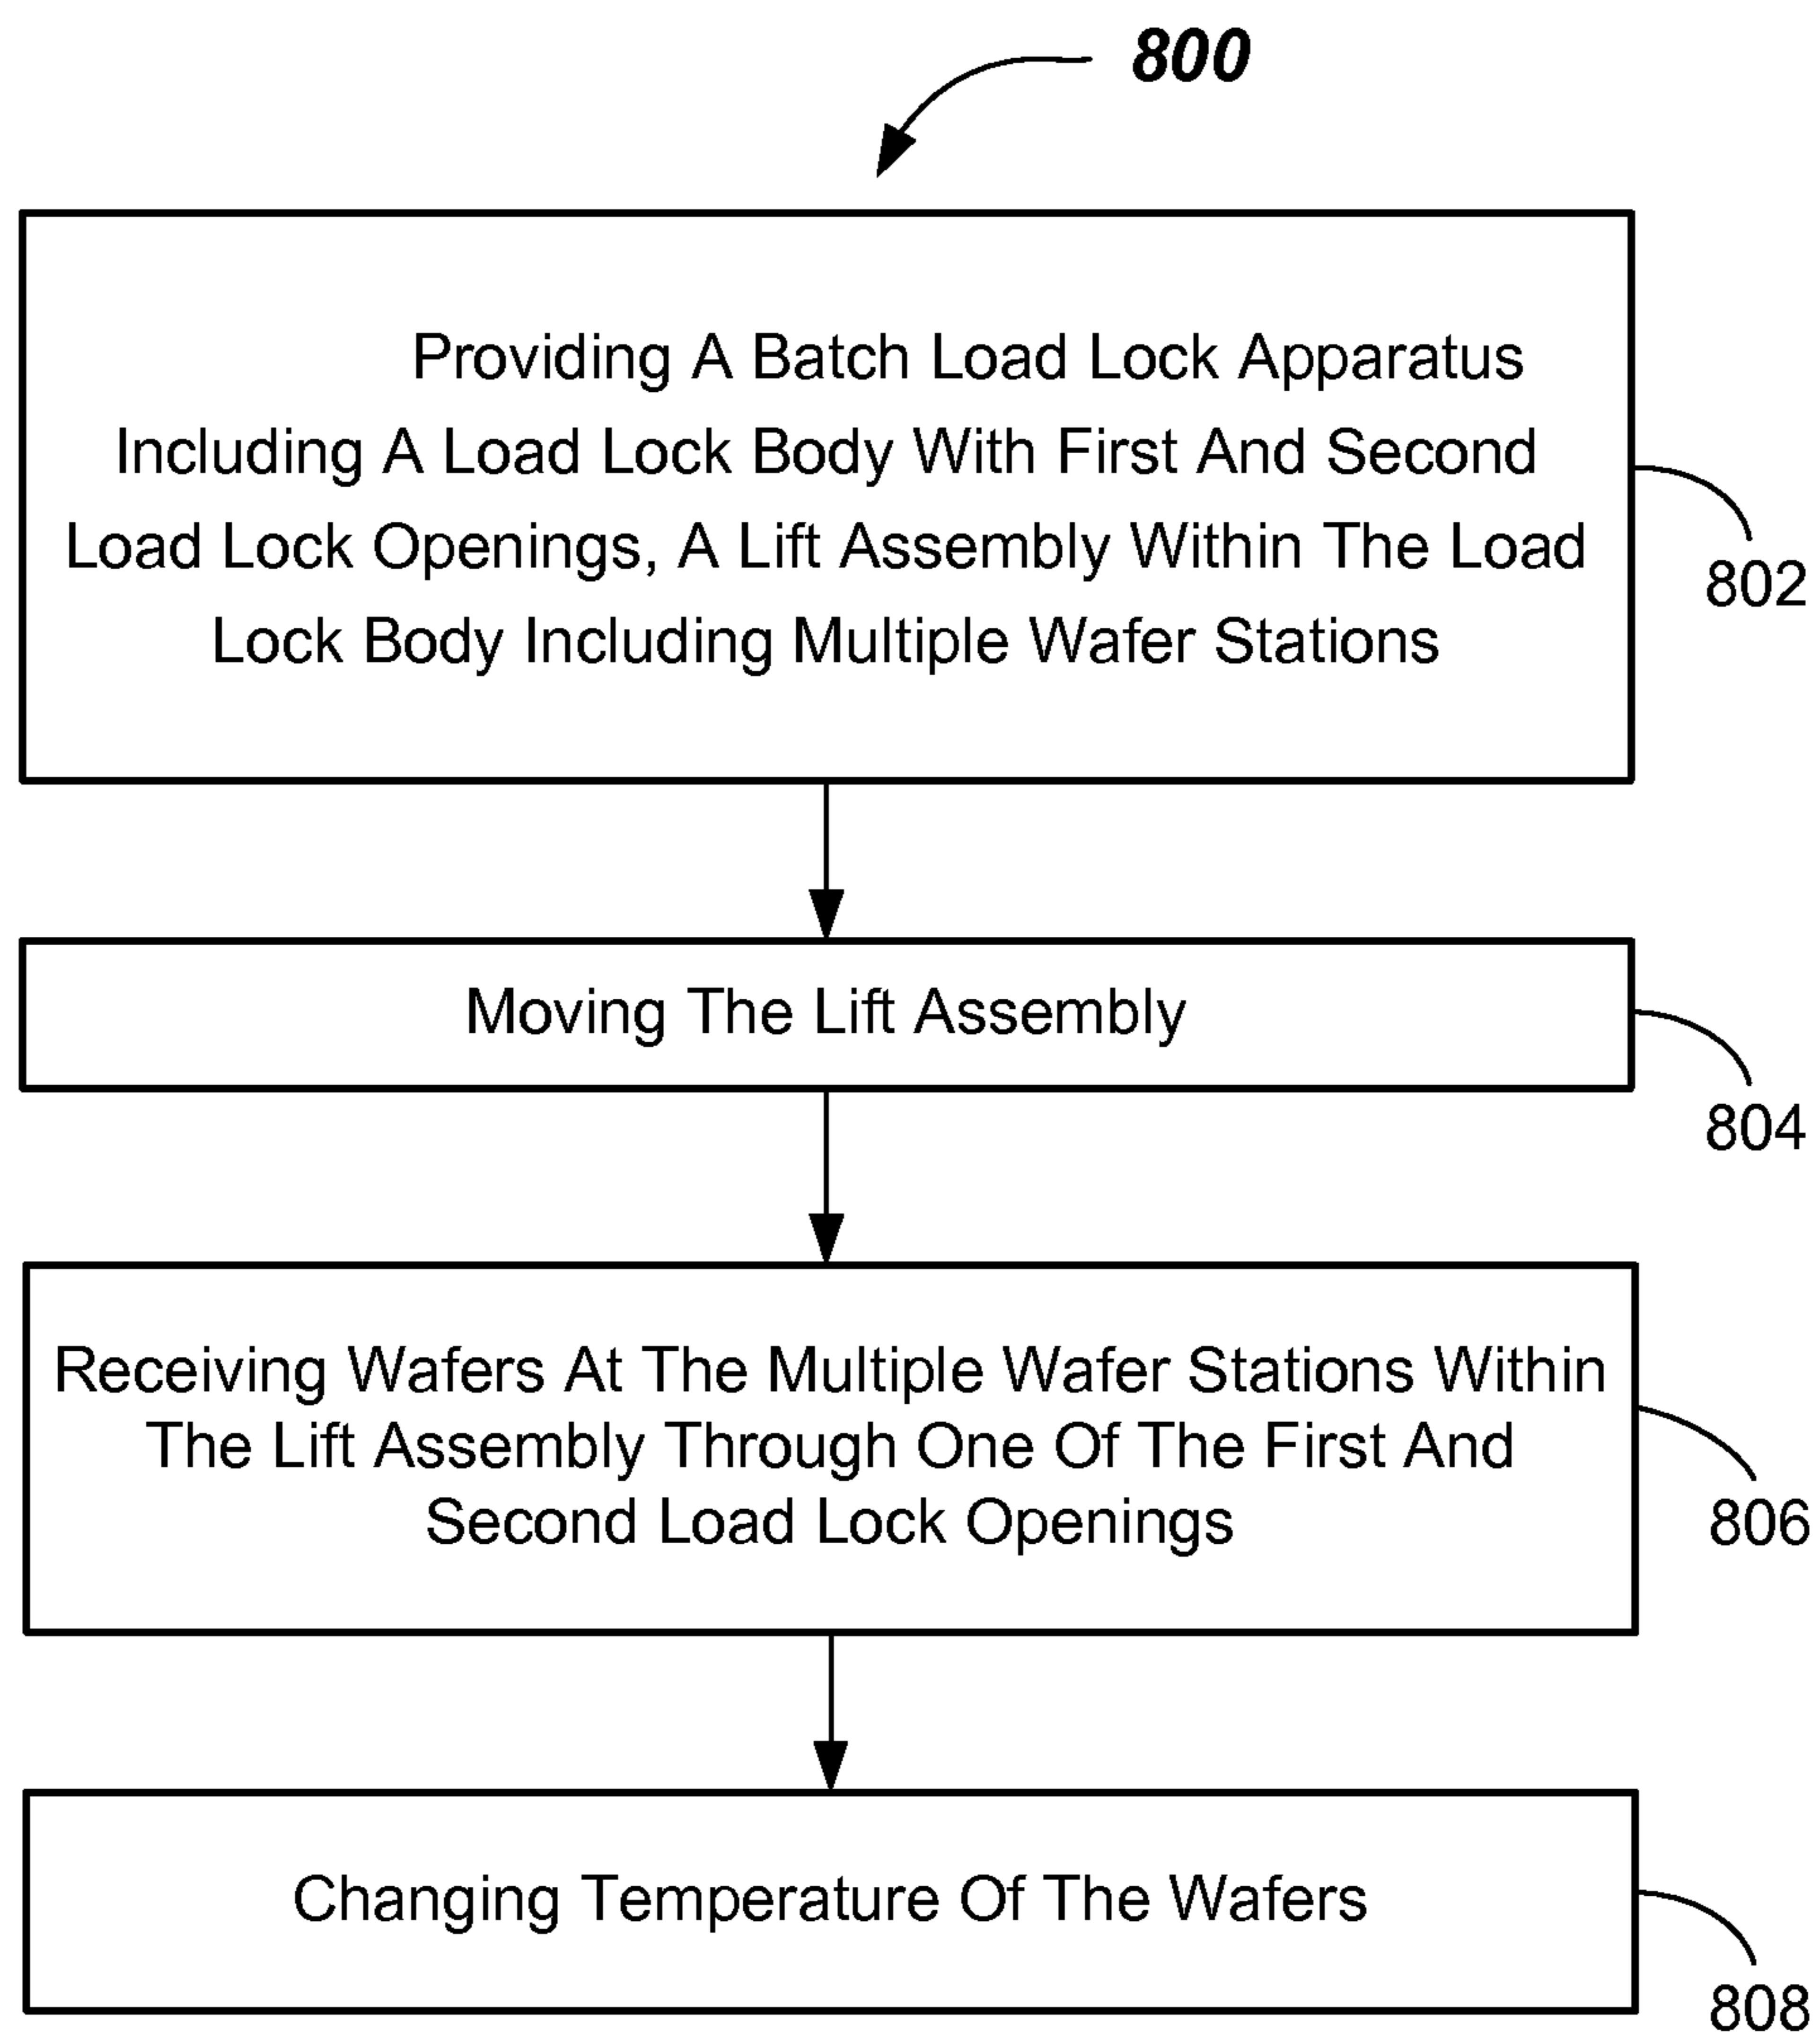 800
Providing A Batch Load Lock Apparatus
Including A Load Lock Body With First And Second
Load Lock Openings, A Lift Assembly Within The Load
Lock Body Including Multiple Wafer Stations
802
Moving The Lift Assembly
804
Receiving Wafers At The Multiple Wafer Stations Within
The Lift Assembly Through One Of The First And
Second Load Lock Openings
806
Changing Temperature Of The Wafers
808